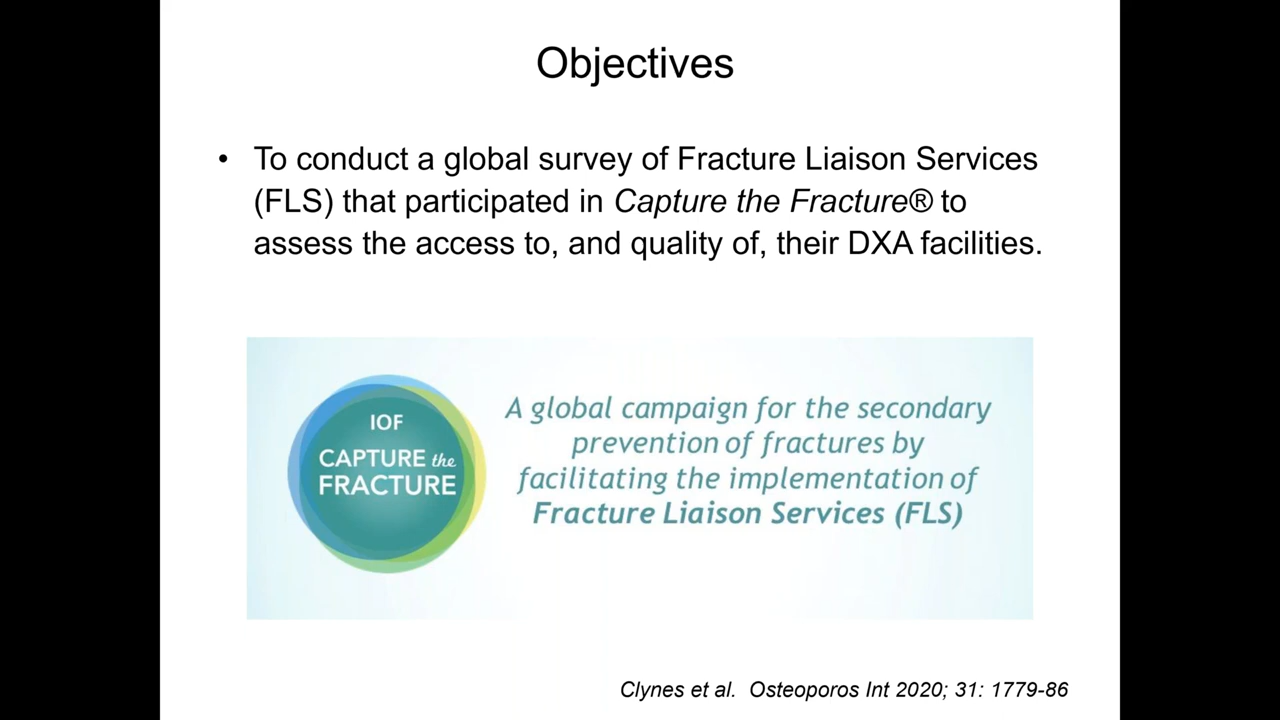 Objectives
• To conduct a global survey of Fracture Liaison Services
(FLS) that participated in Capture the Fracture® to
assess the access to, and quality of, their DXA facilities.
IOF
CAPTURE the
FRACTURE
A global campaign for the secondary
prevention of fractures by
facilitating the implementation of
Fracture Liaison Services (FLS)
Clynes et al. Osteoporos Int 2020; 31: 1779-86